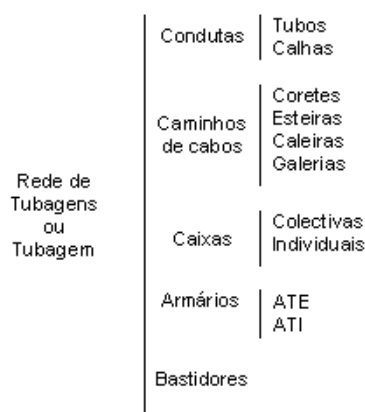 Rede de
Tubagens
ou
Tubagem
Condutas
Tubos
Calhas
Caminhos
de cabos
Coretes
Esteiras
Caleiras
Galerias
Caixas
Colectivas
Individuais
Armários
ATE
ATI
Bastidores